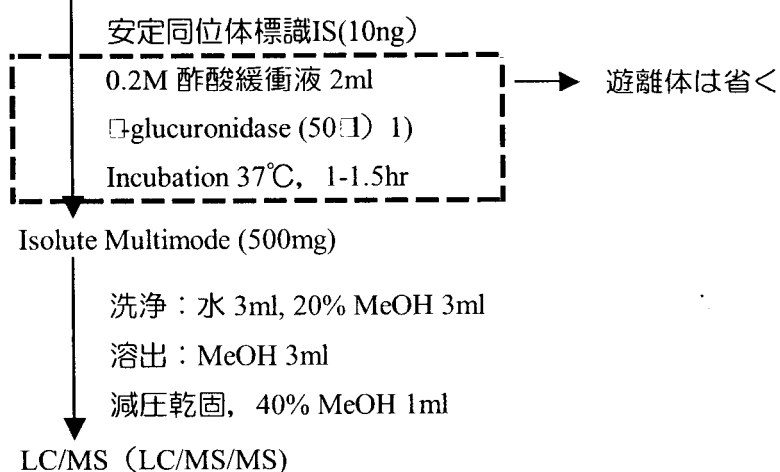 安定同位体標識IS(10ng)
0.2M 酢酸緩衝液 2ml
遊離体は省く
□-glucuronidase (50□l) 1)
Incubation 37℃, 1-1.5hr
Isolute Multimode (500mg)
洗浄：水 3ml, 20% MeOH 3ml
溶出：MeOH 3ml
減圧乾固, 40% MeOH 1ml
LC/MS (LC/MS/MS)